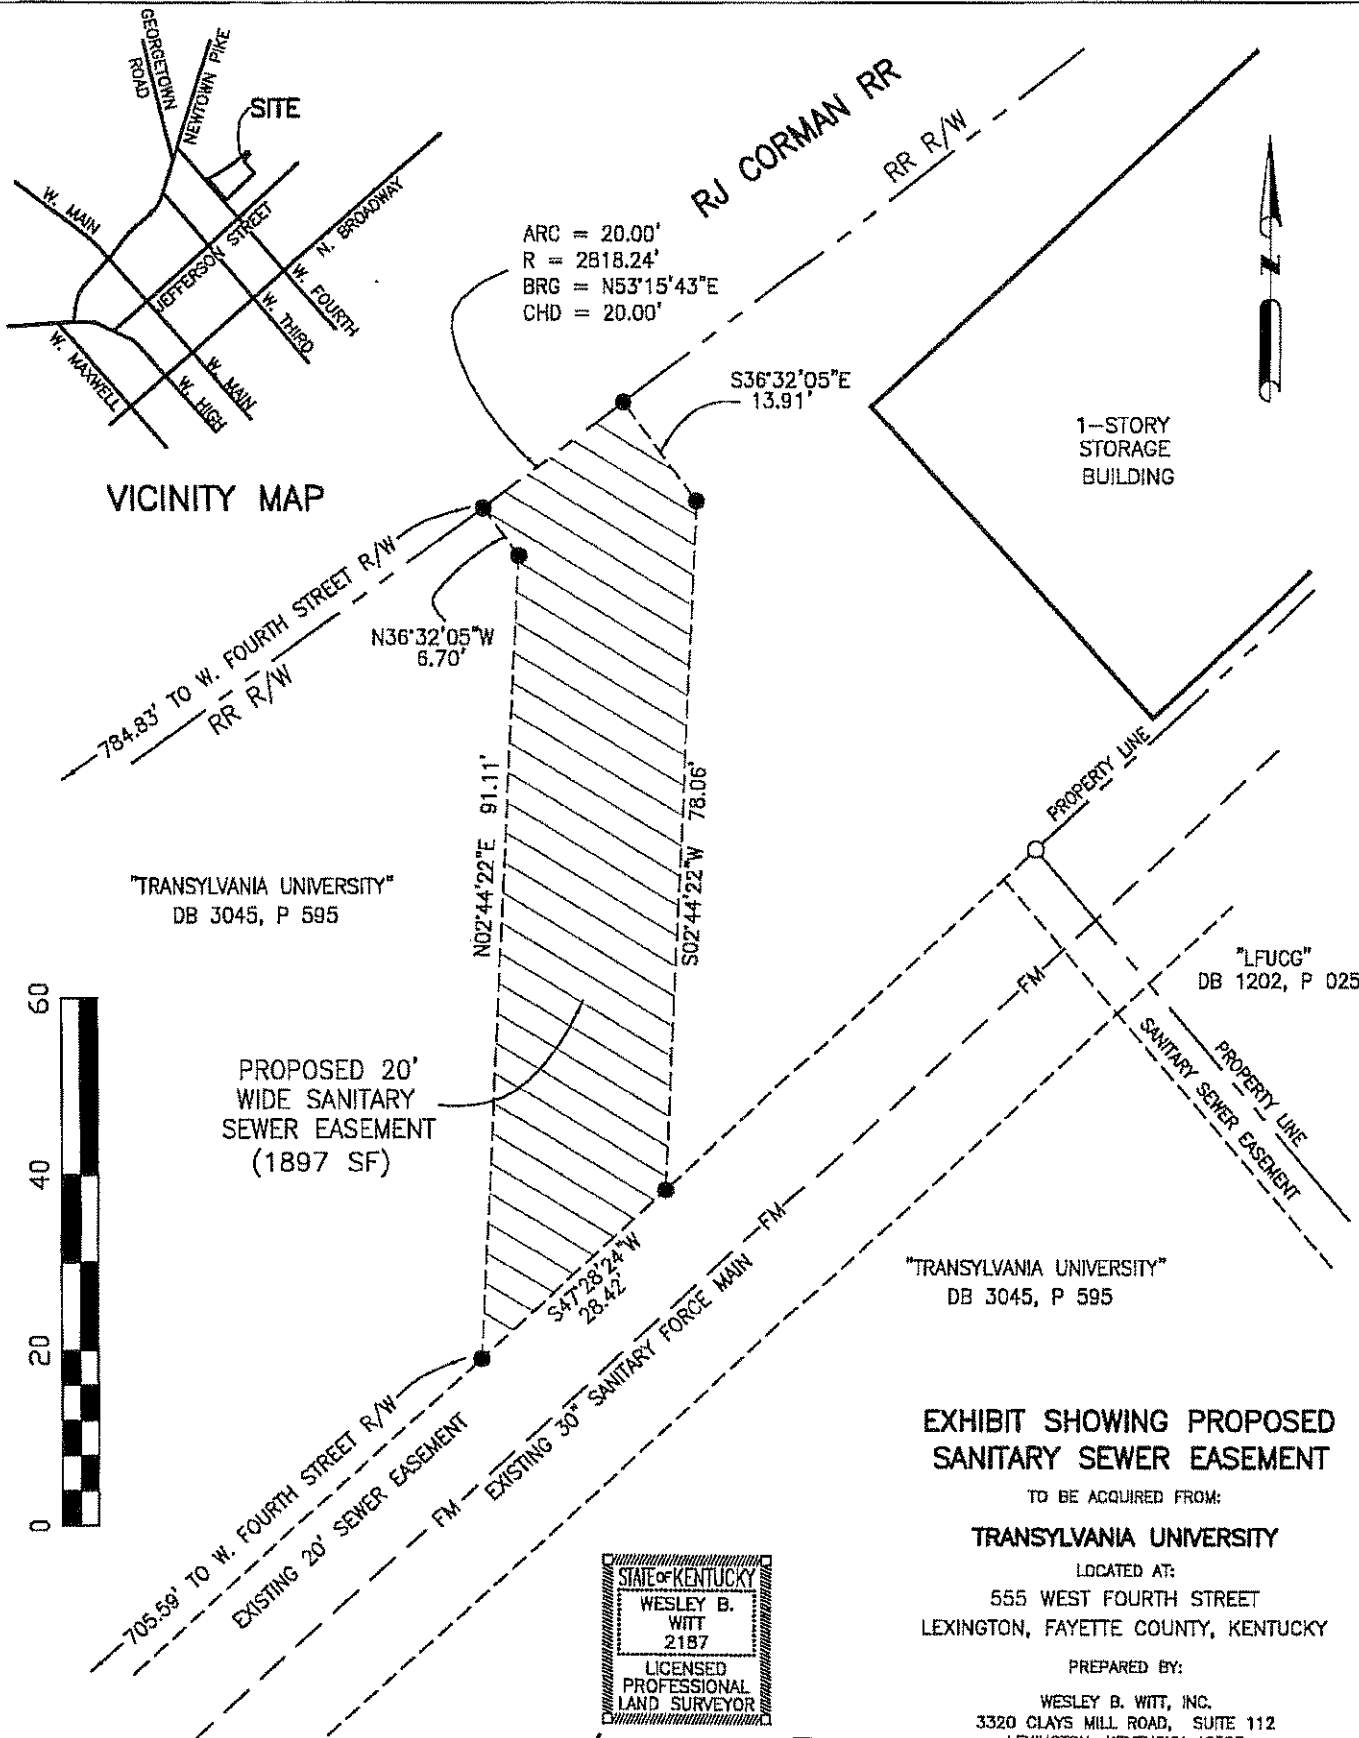 GEORGETOWN
ROAD
NEWTOWN PIKE
SITE
W. MAIN
JEFFERSON STREET
N. BROADWAY
W. FOURTH
W. THIRD
W. MAIN
W. HIGH
W. MAXWELL
VICINITY MAP
RJ CORMAN RR
RR R/W
ARC = 20.00'
R = 2818.24'
BRG = N53°15'43"E
CHD = 20.00'
S36°32'05"E
13.91'
N
1-STORY
STORAGE
BUILDING
784.83' TO W. FOURTH STREET R/W
RR R/W
N36°32'05"W
6.70'
N02°44'22"E 91.11'
S02°44'22"W 78.06'
PROPERTY LINE
"TRANSYLVANIA UNIVERSITY"
DB 3045, P 595
"LFUCG"
DB 1202, P 025
FM
SANITARY SEWER EASEMENT
PROPERTY LINE
60
40
20
0
PROPOSED 20'
WIDE SANITARY
SEWER EASEMENT
(1897 SF)
S47°28'24"W
28.42'
FM
EXISTING 30" SANITARY FORCE MAIN
FM
"TRANSYLVANIA UNIVERSITY"
DB 3045, P 595
705.59' TO W. FOURTH STREET R/W
EXISTING 20' SEWER EASEMENT
STATE OF KENTUCKY
WESLEY B.
WITT
2187
LICENSED
PROFESSIONAL
LAND SURVEYOR
EXHIBIT SHOWING PROPOSED
SANITARY SEWER EASEMENT
TO BE ACQUIRED FROM:
TRANSYLVANIA UNIVERSITY
LOCATED AT:
555 WEST FOURTH STREET
LEXINGTON, FAYETTE COUNTY, KENTUCKY
PREPARED BY:
WESLEY B. WITT, INC.
3320 CLAYS MILL ROAD, SUITE 112
LEXINGTON, KENTUCKY